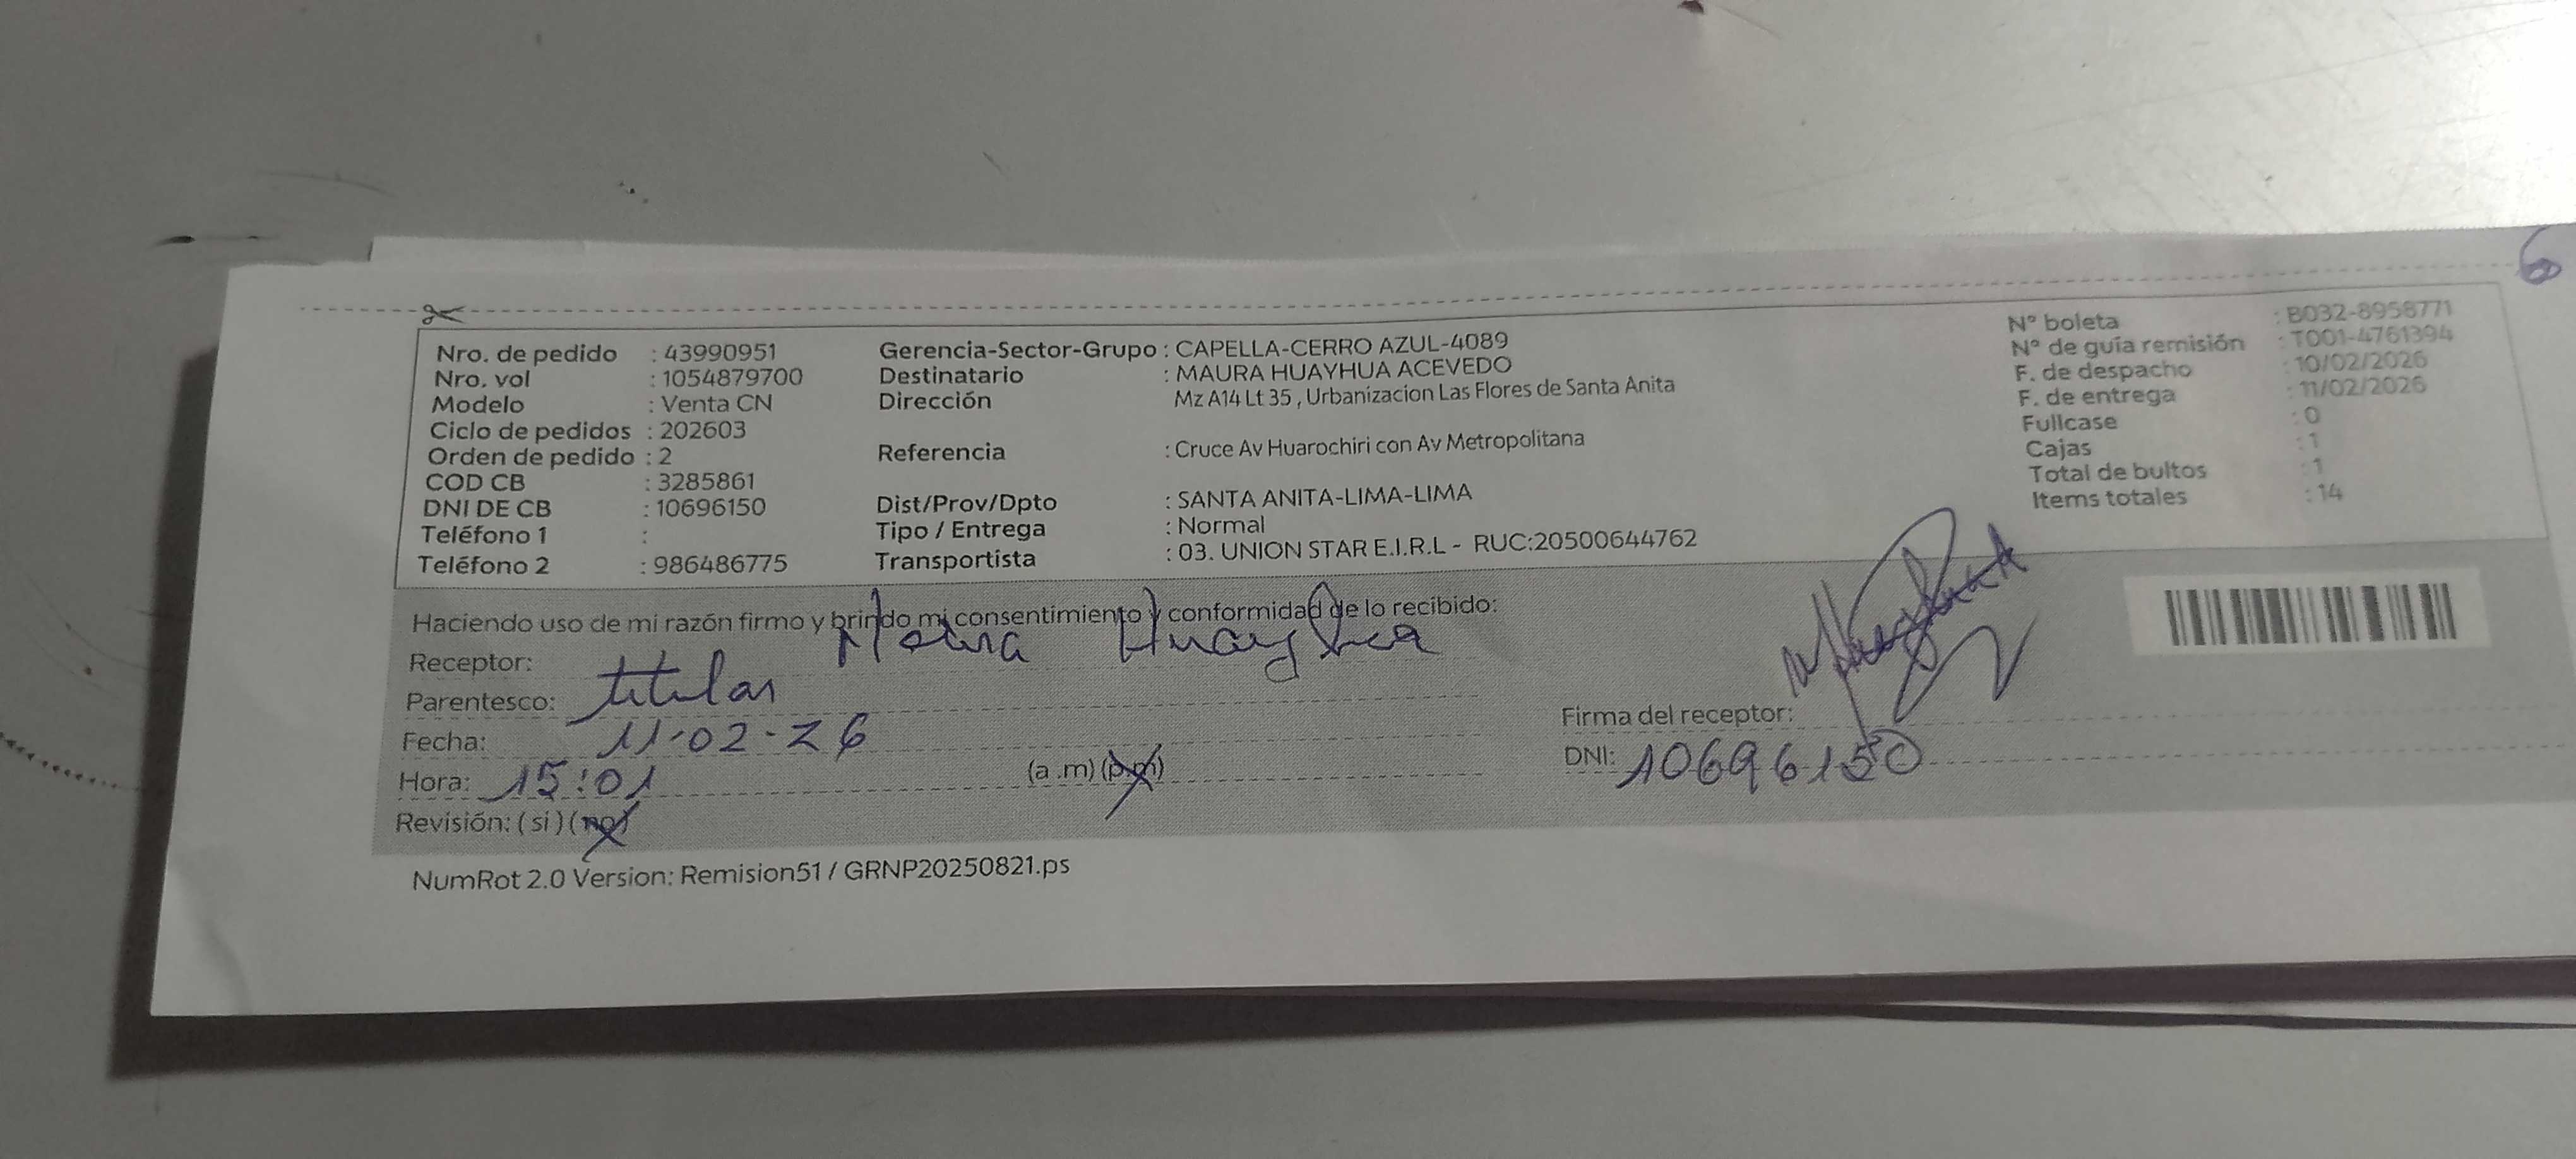 6
Nro. de pedido : 43990951
Nro. vol : 1054879700
Modelo : Venta CN
Ciclo de pedidos : 202603
Orden de pedido : 2
COD CB : 3285861
DNI DE CB : 10696150
Teléfono 1 :
Teléfono 2 : 986486775
Gerencia-Sector-Grupo : CAPELLA-CERRO AZUL-4089
Destinatario : MAURA HUAYHUA ACEVEDO
Dirección Mz A14 Lt 35 , Urbanizacion Las Flores de Santa Anita
Referencia : Cruce Av Huarochiri con Av Metropolitana
Dist/Prov/Dpto : SANTA ANITA-LIMA-LIMA
Tipo / Entrega : Normal
Transportista : 03. UNION STAR E.I.R.L - RUC:20500644762
N° boleta : B032-8958771
N° de guía remisión : T001-4761394
F. de despacho : 10/02/2026
F. de entrega : 11/02/2026
Fullcase : 0
Cajas : 1
Total de bultos : 1
Items totales : 14
Haciendo uso de mi razón firmo y brindo mi consentimiento y conformidad de lo recibido:
Receptor: Huayhua
Parentesco: titular
Fecha: 11-02-26
Hora: 15:01 (a .m) (p.m)
Revisión: ( si ) ( no )
Firma del receptor:
DNI: 10696150
NumRot 2.0 Version: Remision51 / GRNP20250821.ps